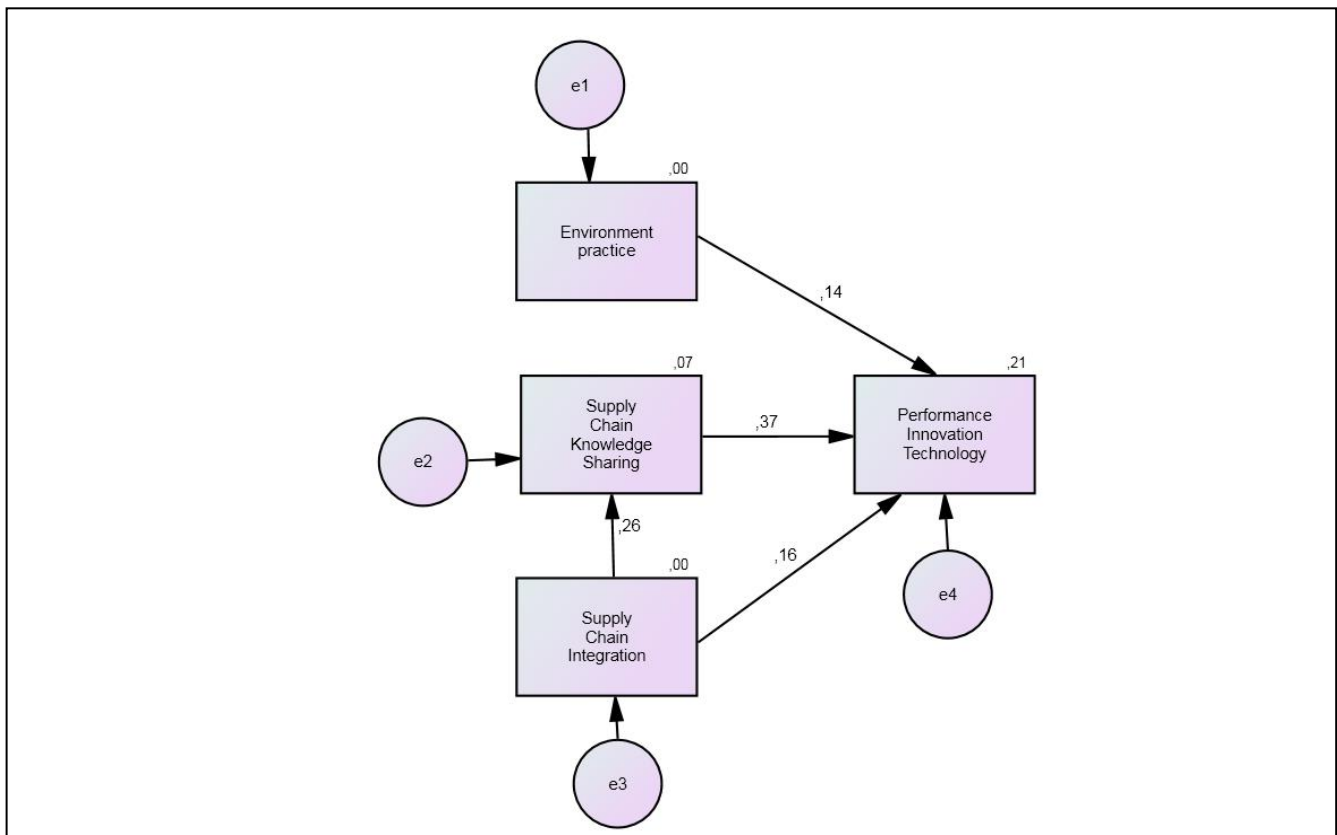 e1
,00
Environment
practice
,14
,07
,21
Supply
Chain
Knowledge
Sharing
,37
Performance
Innovation
Technology
e2
,26
,00
,16
Supply
Chain
Integration
e4
e3